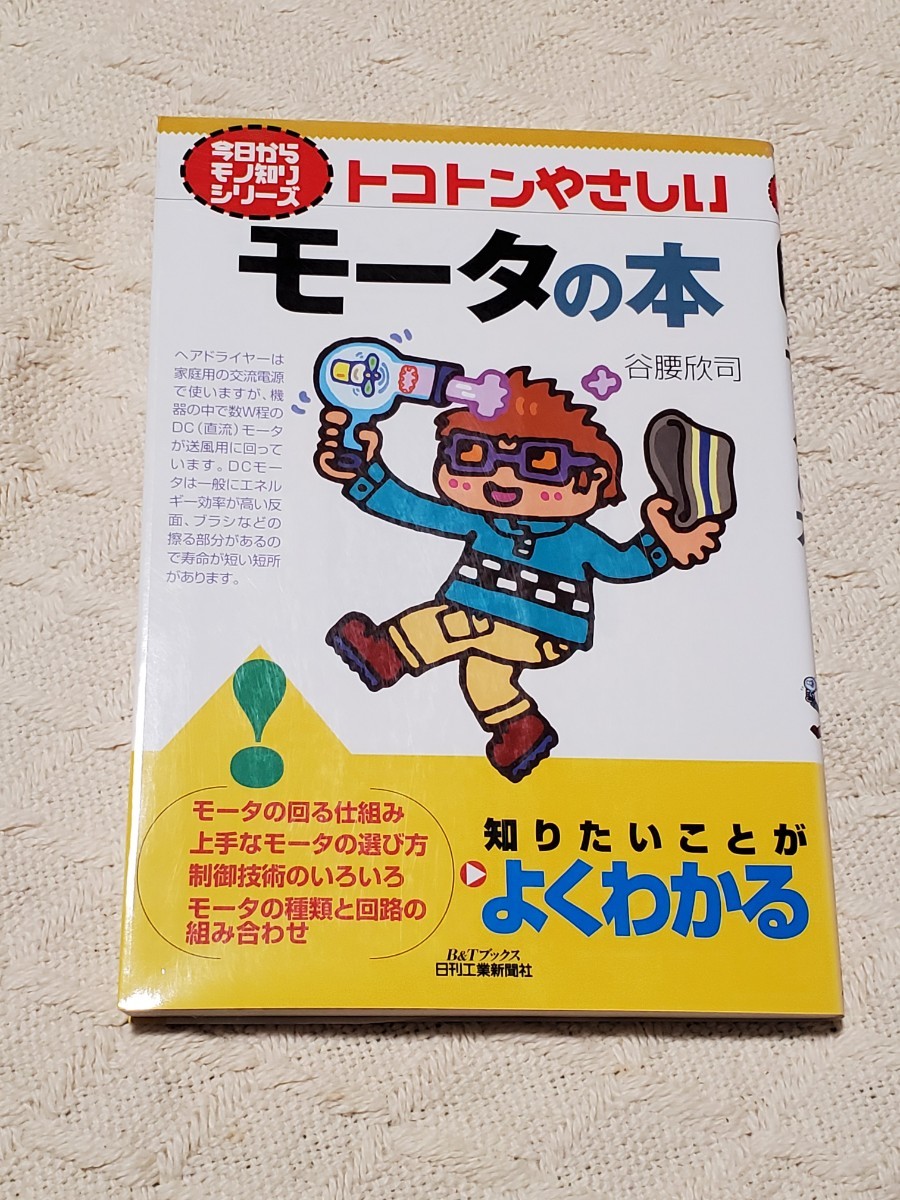 今日から
モノ知り
シリーズ
トコトンやさしい
モータの本
谷腰欣司
ヘアドライヤーは
家庭用の交流電源
で使いますが、機
器の中で数W程の
DC(直流)モータ
が送風用に回って
います。DCモー
タは一般にエネル
ギー効率が高い反
面、ブラシなどの
擦る部分があるの
で寿命が短い短所
があります。
!
モータの回る仕組み
上手なモータの選び方
制御技術のいろいろ
モータの種類と回路の
組み合わせ
知りたいことが
よくわかる
B&Tブックス
日刊工業新聞社